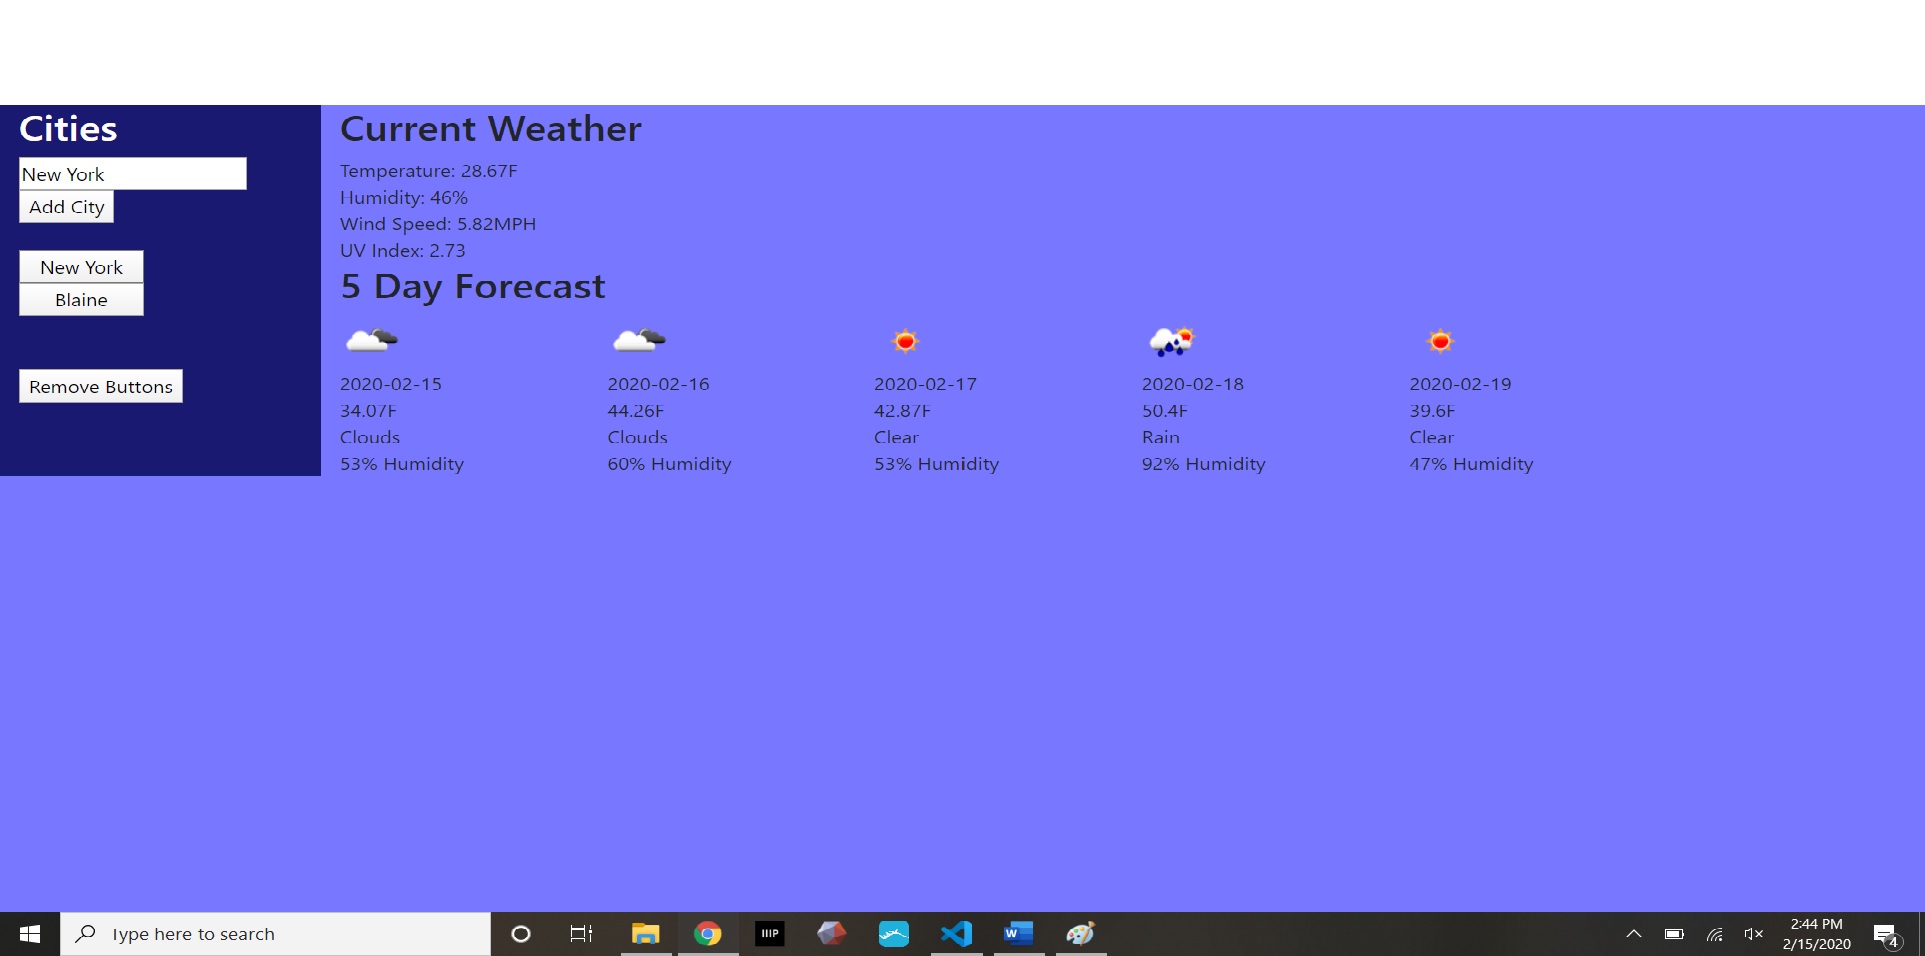 Cities
New York
Add City
New York
Blaine
Remove Buttons
Current Weather
Temperature: 28.67F
Humidity: 46%
Wind Speed: 5.82MPH
UV Index: 2.73
5 Day Forecast
2020-02-15
34.07F
Clouds
53% Humidity
2020-02-16
44.26F
Clouds
60% Humidity
2020-02-17
42.87F
Clear
53% Humidity
2020-02-18
50.4F
Rain
92% Humidity
2020-02-19
39.6F
Clear
47% Humidity
Type here to search
W
2:44 PM
2/15/2020
4